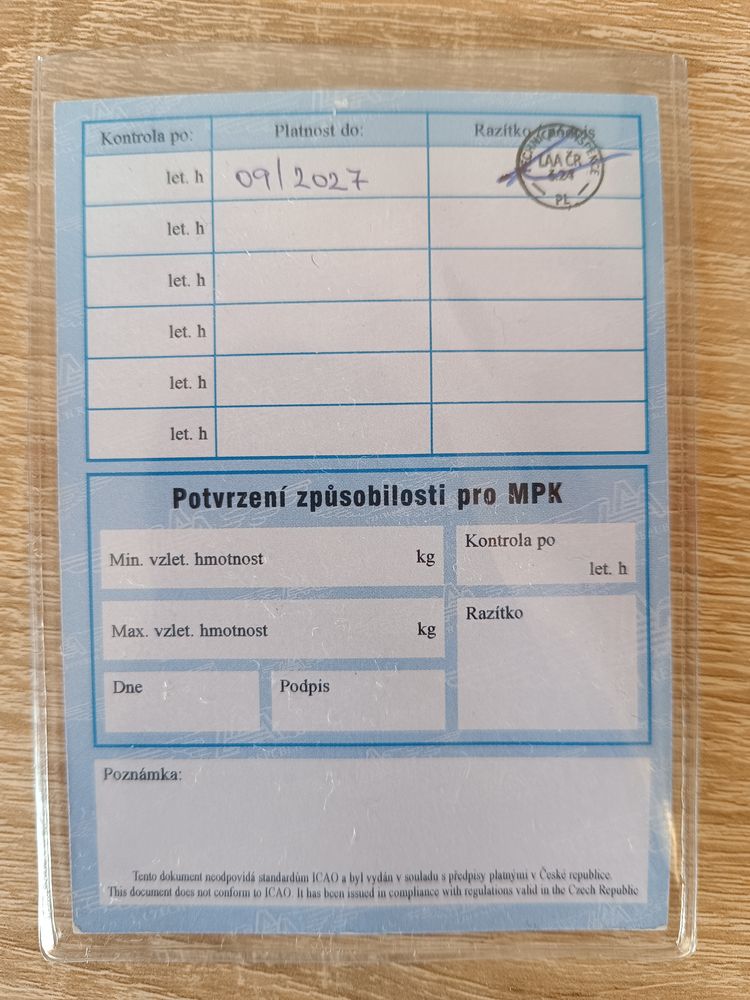 Kontrola po: Platnost do: Razítko / podpis
let. h 09/2027
LAA ČR
PL
let. h
let. h
let. h
let. h
let. h
Potvrzení způsobilosti pro MPK
Min. vzlet. hmotnost kg
Kontrola po
let. h
Max. vzlet. hmotnost kg
Razítko
Dne
Podpis
Poznámka:
Tento dokument neodpovídá standardům ICAO a byl vydán v souladu s předpisy platnými v České republice.
This document does not conform to ICAO. It has been issued in compliance with regulations valid in the Czech Republic